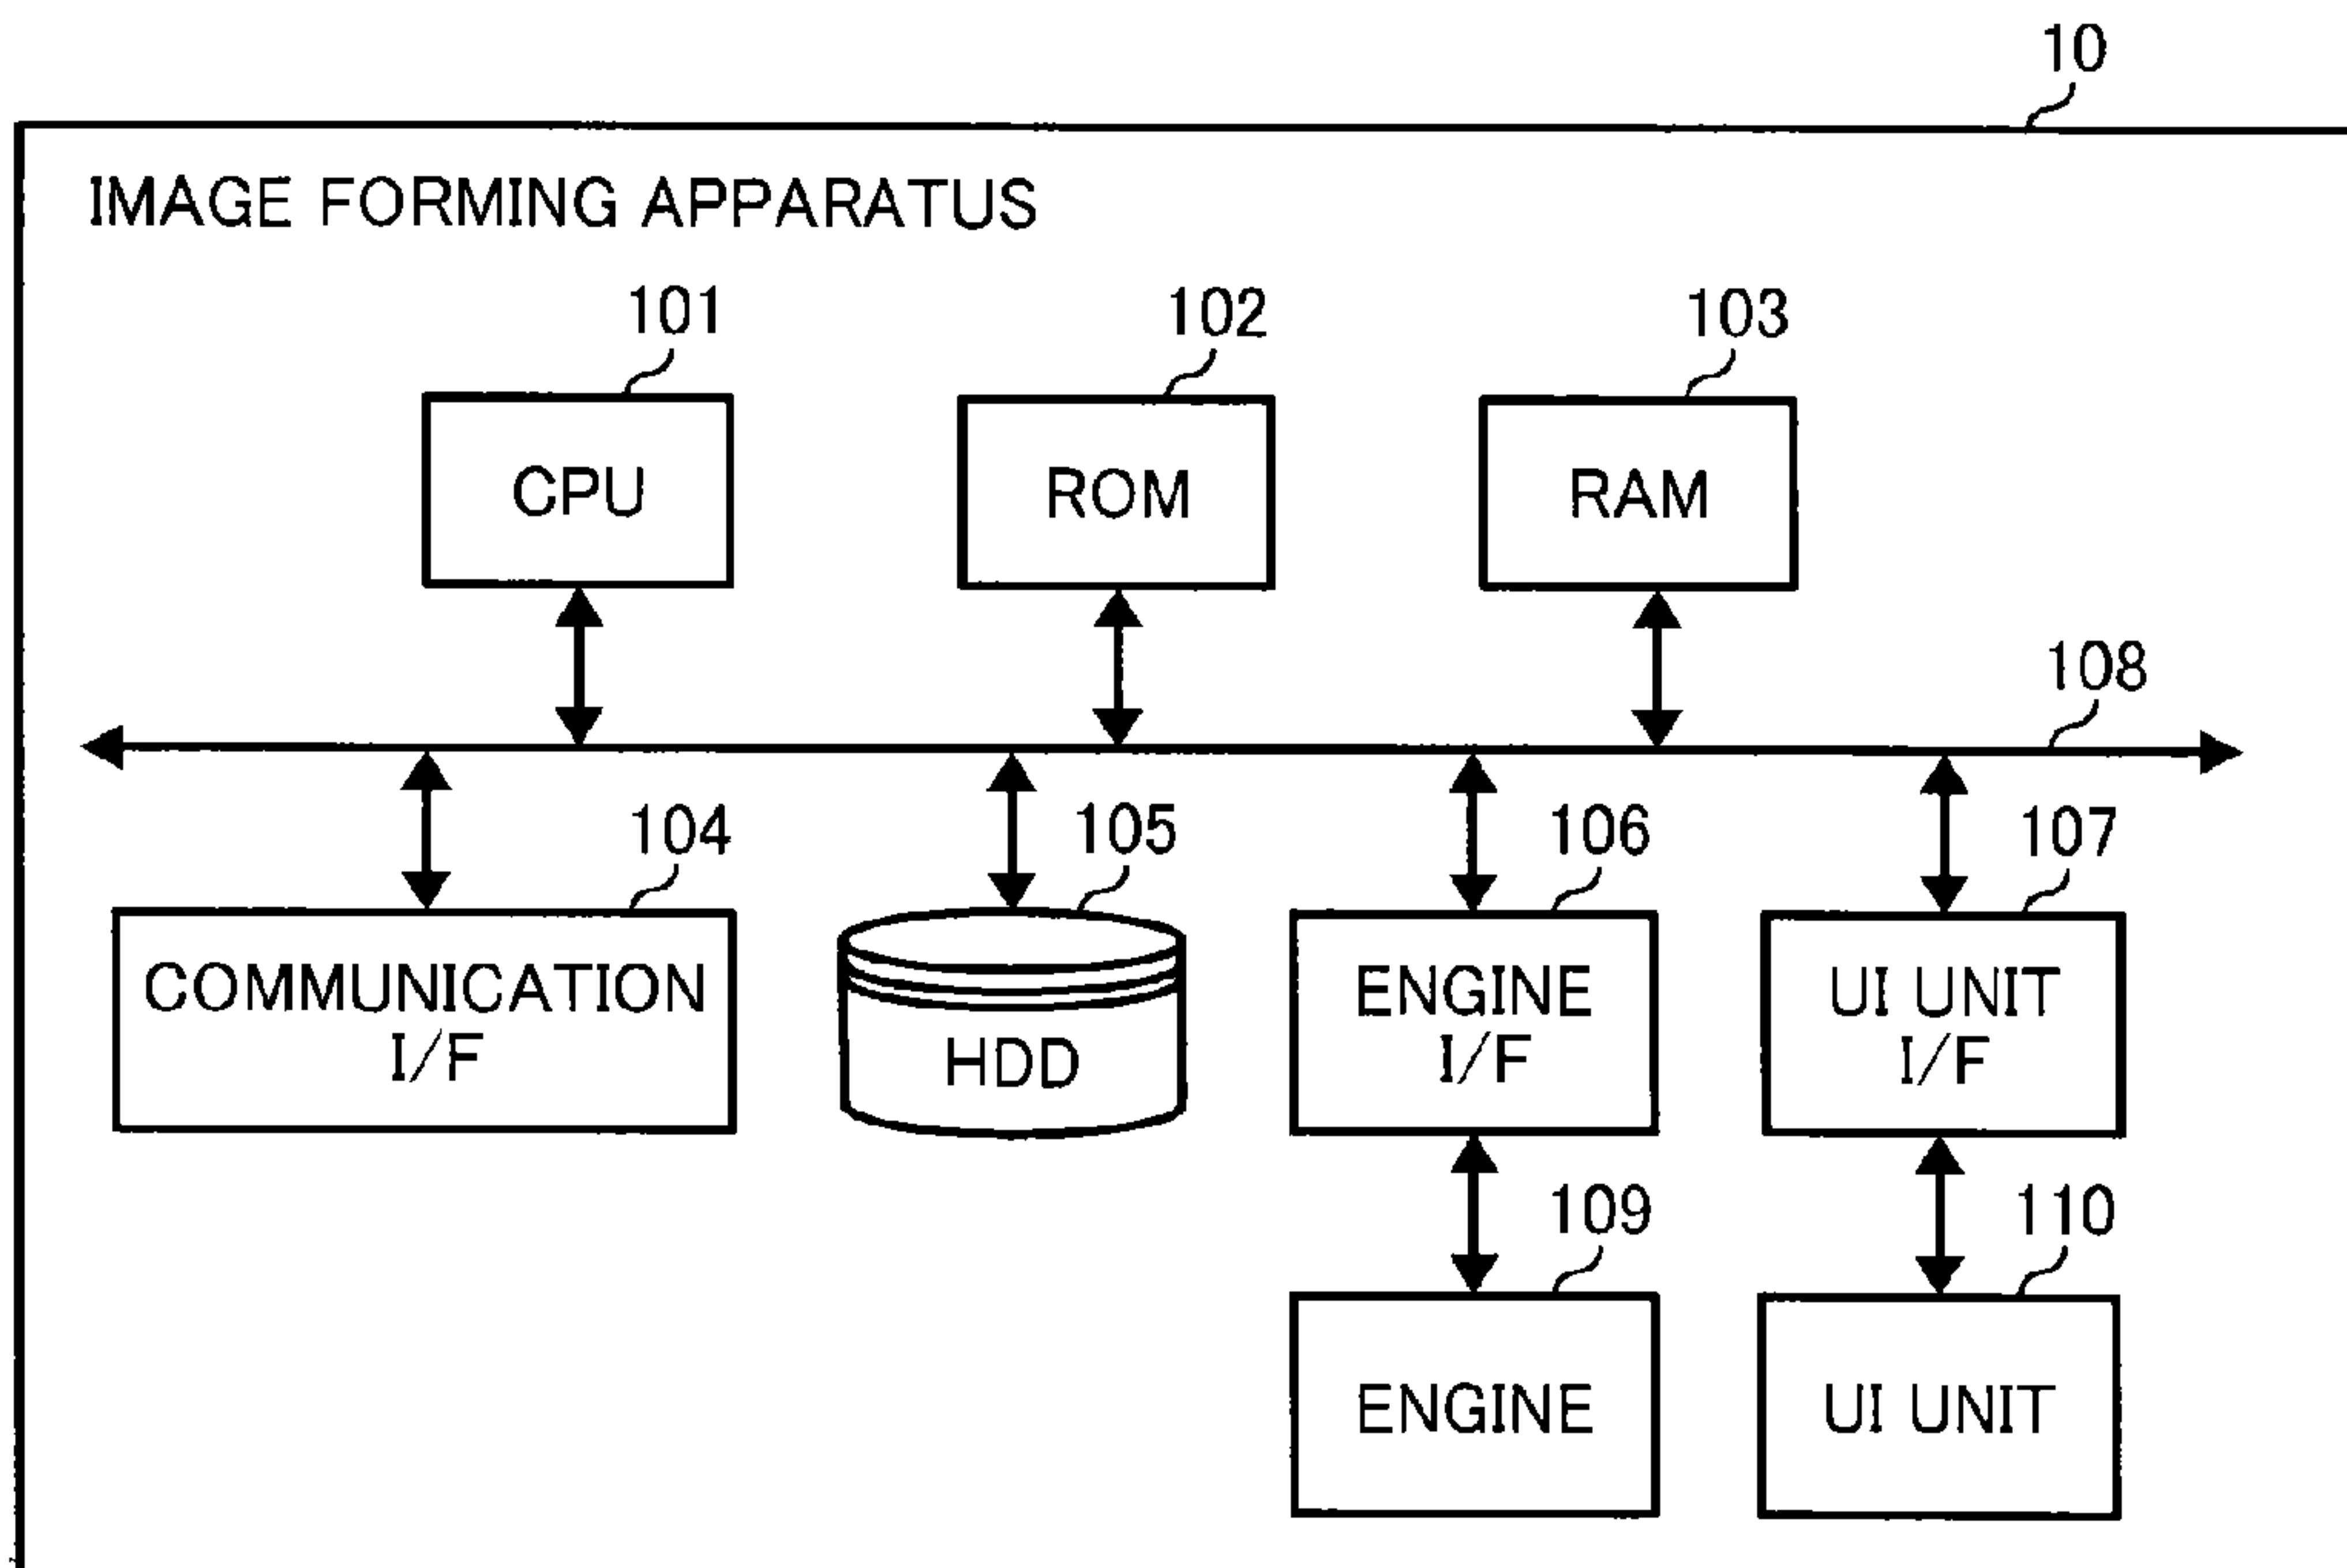 10
IMAGE FORMING APPARATUS
101
102
103
CPU
ROM
RAM
108
104
105
106
107
COMMUNICATION
I/F
HDD
ENGINE
I/F
UI UNIT
I/F
109
110
ENGINE
UI UNIT